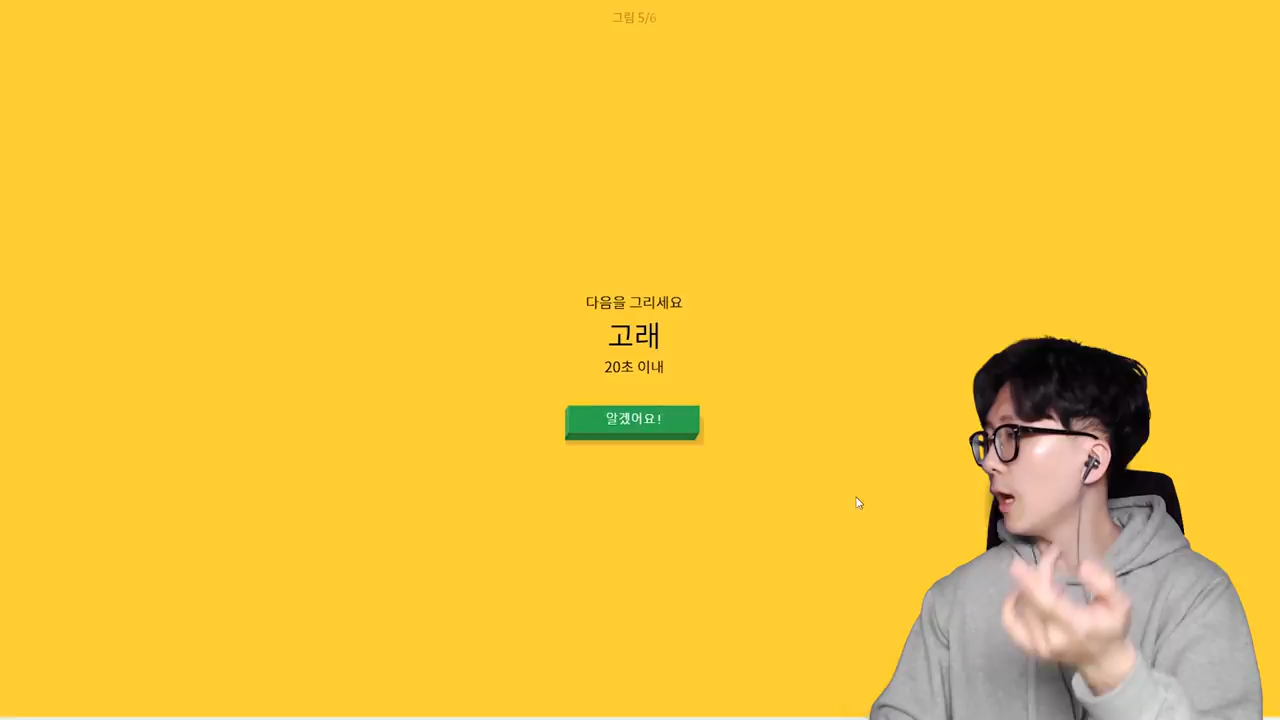 그림 5/6
다음을 그리세요
고래
20초 이내
알겠어요!